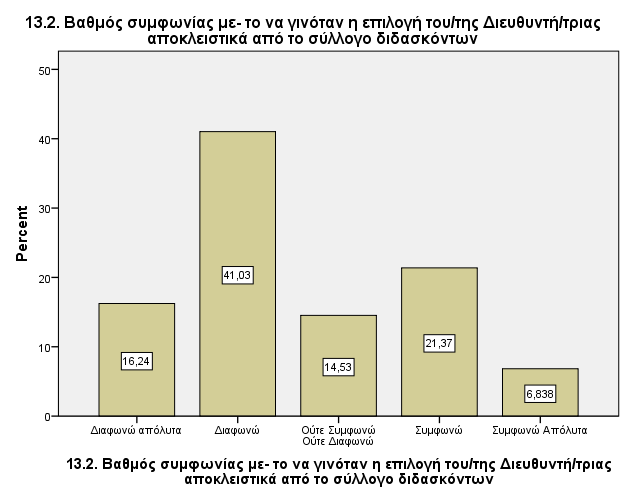 13.2. Βαθμός συμφωνίας με- το να γινόταν η επιλογή του/της Διευθυντή/τριας
αποκλειστικά από το σύλλογο διδασκόντων
Percent
50
40
30
20
10
0
16,24
41,03
14,53
21,37
6,838
Διαφωνώ απόλυτα
Διαφωνώ
Ούτε Συμφωνώ
Ούτε Διαφωνώ
Συμφωνώ
Συμφωνώ Απόλυτα
13.2. Βαθμός συμφωνίας με- το να γινόταν η επιλογή του/της Διευθυντή/τριας
αποκλειστικά από το σύλλογο διδασκόντων